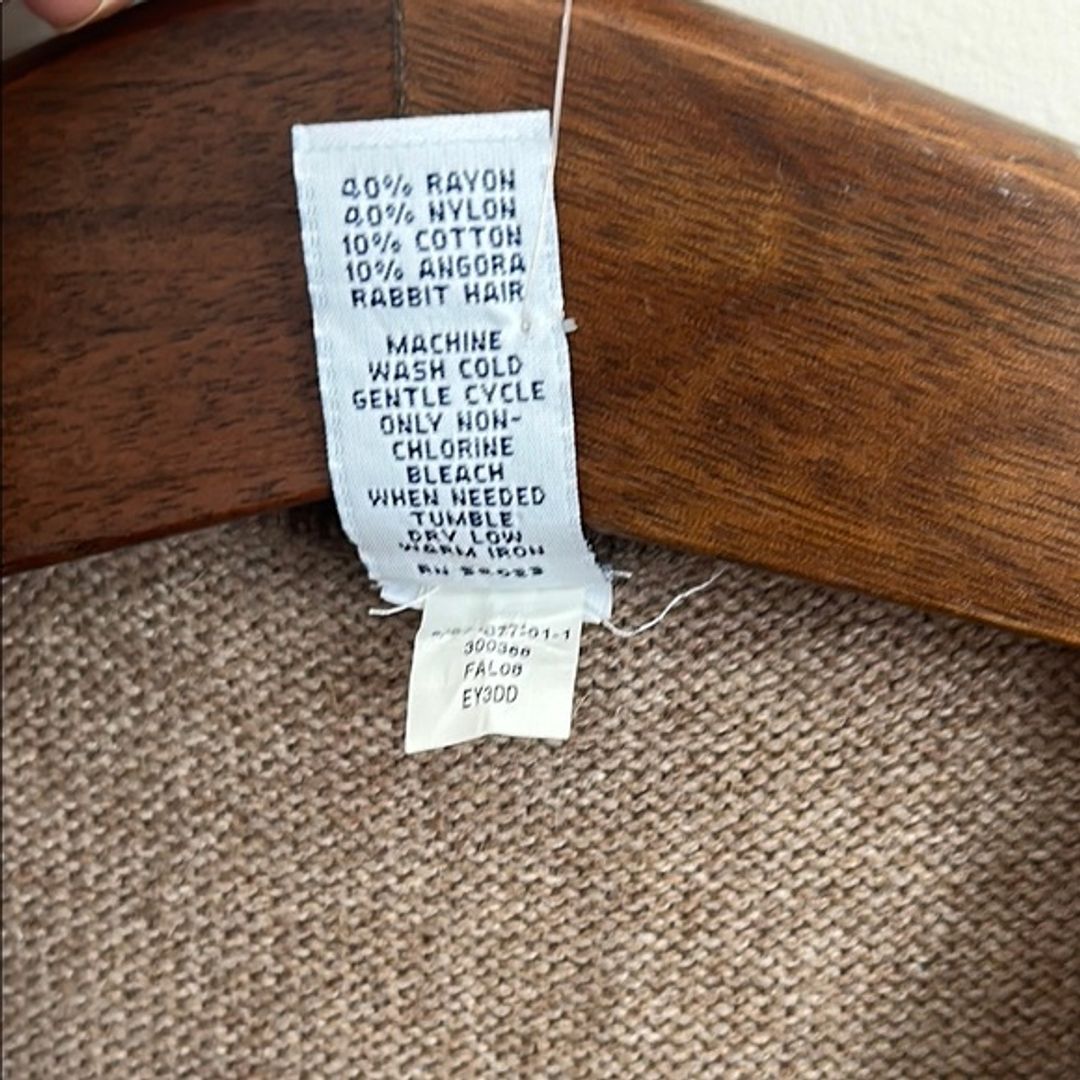 40% RAYON
40% NYLON
10% COTTON
10% ANGORA
RABBIT HAIR
MACHINE
WASH COLD
GENTLE CYCLE
ONLY NON-
CHLORINE
BLEACH
WHEN NEEDED
TUMBLE
DRY LOW
WARM IRON
RN
FAL08
EY3DD